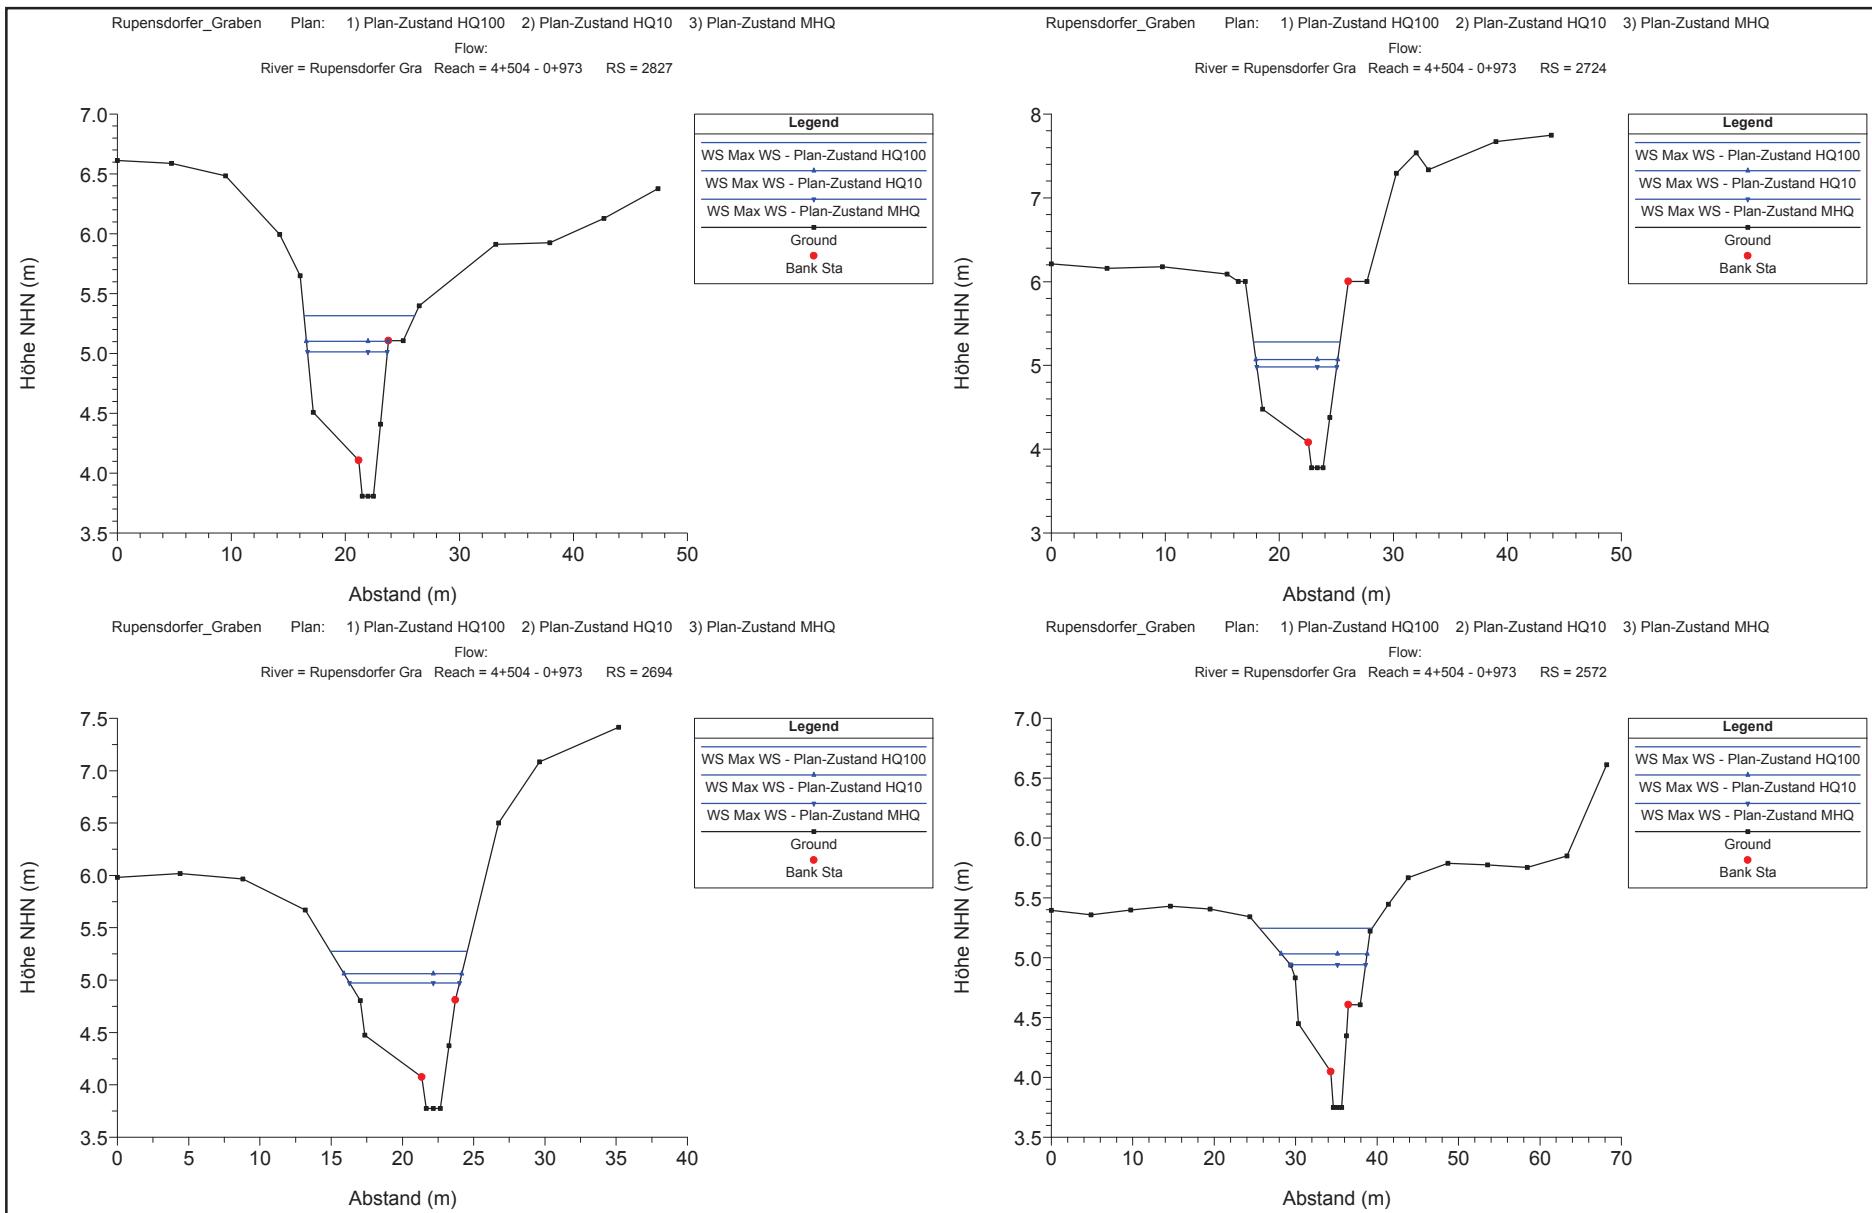 Rupensdorfer_Graben Plan: 1) Plan-Zustand HQ100 2) Plan-Zustand HQ10 3) Plan-Zustand MHQ
Flow:
River = Rupensdorfer Gra Reach = 4+504 - 0+973 RS = 2827
Höhe NHN (m)
7.0
6.5
6.0
5.5
5.0
4.5
4.0
3.5
0 10 20 30 40 50
Abstand (m)
Legend
WS Max WS - Plan-Zustand HQ100
WS Max WS - Plan-Zustand HQ10
WS Max WS - Plan-Zustand MHQ
Ground
Bank Sta
Rupensdorfer_Graben Plan: 1) Plan-Zustand HQ100 2) Plan-Zustand HQ10 3) Plan-Zustand MHQ
Flow:
River = Rupensdorfer Gra Reach = 4+504 - 0+973 RS = 2724
Höhe NHN (m)
8
7
6
5
4
3
0 10 20 30 40 50
Abstand (m)
Legend
WS Max WS - Plan-Zustand HQ100
WS Max WS - Plan-Zustand HQ10
WS Max WS - Plan-Zustand MHQ
Ground
Bank Sta
Rupensdorfer_Graben Plan: 1) Plan-Zustand HQ100 2) Plan-Zustand HQ10 3) Plan-Zustand MHQ
Flow:
River = Rupensdorfer Gra Reach = 4+504 - 0+973 RS = 2694
Höhe NHN (m)
7.5
7.0
6.5
6.0
5.5
5.0
4.5
4.0
3.5
0 5 10 15 20 25 30 35 40
Abstand (m)
Legend
WS Max WS - Plan-Zustand HQ100
WS Max WS - Plan-Zustand HQ10
WS Max WS - Plan-Zustand MHQ
Ground
Bank Sta
Rupensdorfer_Graben Plan: 1) Plan-Zustand HQ100 2) Plan-Zustand HQ10 3) Plan-Zustand MHQ
Flow:
River = Rupensdorfer Gra Reach = 4+504 - 0+973 RS = 2572
Höhe NHN (m)
7.0
6.5
6.0
5.5
5.0
4.5
4.0
3.5
0 10 20 30 40 50 60 70
Abstand (m)
Legend
WS Max WS - Plan-Zustand HQ100
WS Max WS - Plan-Zustand HQ10
WS Max WS - Plan-Zustand MHQ
Ground
Bank Sta